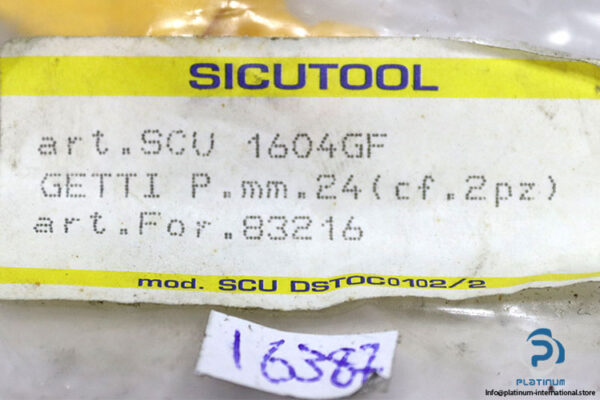 SICUTOOL
art.SCU 1604GF
GETTI P.mm.24(cf.2pz)
art.For.83216
mod. SCU DSTOC0102/2
16387
PLATINUM
Info@platinum-international.store